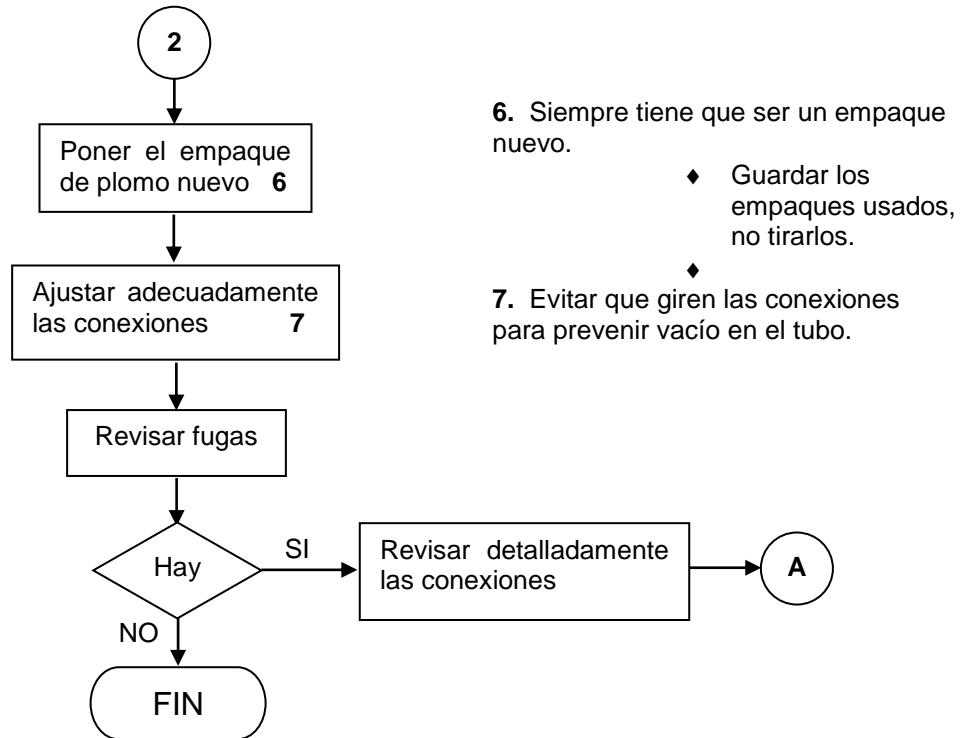 2
Poner el empaque
de plomo nuevo 6
Ajustar adecuadamente
las conexiones 7
Revisar fugas
Hay
SI
Revisar detalladamente
las conexiones
A
NO
FIN
6. Siempre tiene que ser un empaque
nuevo.
♦ Guardar los
empaques usados,
no tirarlos.
♦
7. Evitar que giren las conexiones
para prevenir vacío en el tubo.